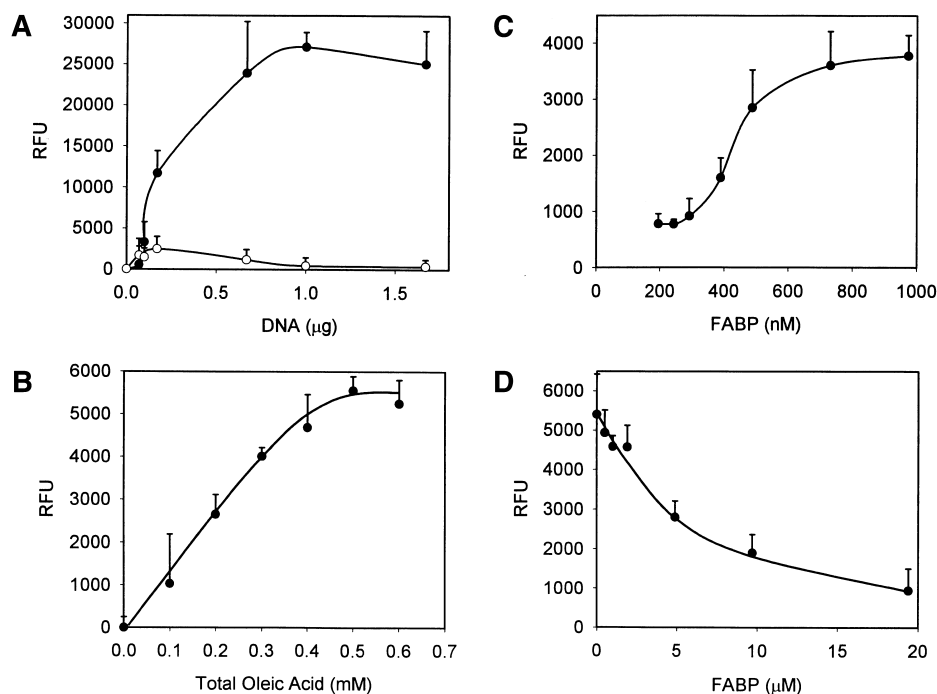 A
30000
25000
20000
15000
10000
5000
0
RFU
0.0 0.5 1.0 1.5
DNA (μg)
C
4000
3000
2000
1000
0
RFU
0 200 400 600 800 1000
FABP (nM)
B
6000
5000
4000
3000
2000
1000
0
RFU
0.0 0.1 0.2 0.3 0.4 0.5 0.6 0.7
Total Oleic Acid (mM)
D
6000
5000
4000
3000
2000
1000
0
RFU
0 5 10 15 20
FABP (μM)